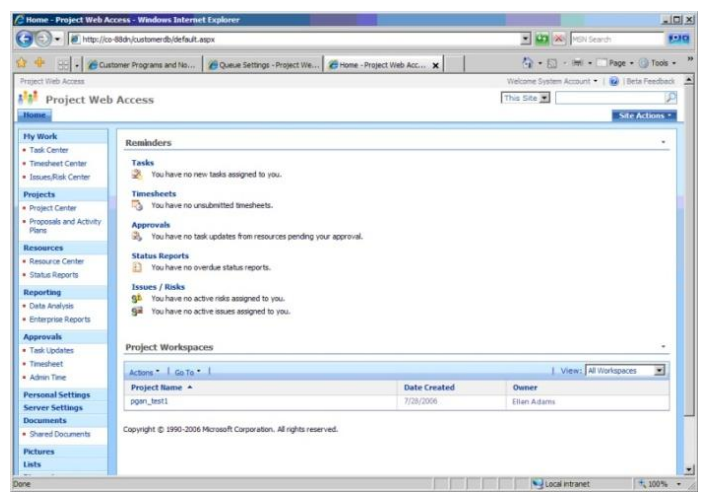 Home - Project Web Access - Windows Internet Explorer
http://co-88dn/customerdb/default.aspx
MSN Search
Customer Programs and No...
Queue Settings - Project We...
Home - Project Web Acc...
Page
Tools
Project Web Access
Welcome System Account
Beta Feedback
Project Web Access
This Site
Home
Site Actions
My Work
Task Center
Timesheet Center
Issues/Risk Center
Projects
Project Center
Proposals and Activity
Plans
Resources
Resource Center
Status Reports
Reporting
Data Analysis
Enterprise Reports
Approvals
Task Updates
Timesheet
Admin Time
Personal Settings
Server Settings
Documents
Shared Documents
Pictures
Lists
Reminders
Tasks
You have no new tasks assigned to you.
Timesheets
You have no unsubmitted timesheets.
Approvals
You have no task updates from resources pending your approval.
Status Reports
You have no overdue status reports.
Issues / Risks
You have no active risks assigned to you.
You have no active issues assigned to you.
Project Workspaces
Actions | Go To | | View: All Workspaces
Project Name Date Created Owner
pgan_test1 7/28/2006 Ellan Adams
Copyright © 1990-2006 Microsoft Corporation. All rights reserved.
Done
Local intranet
100%